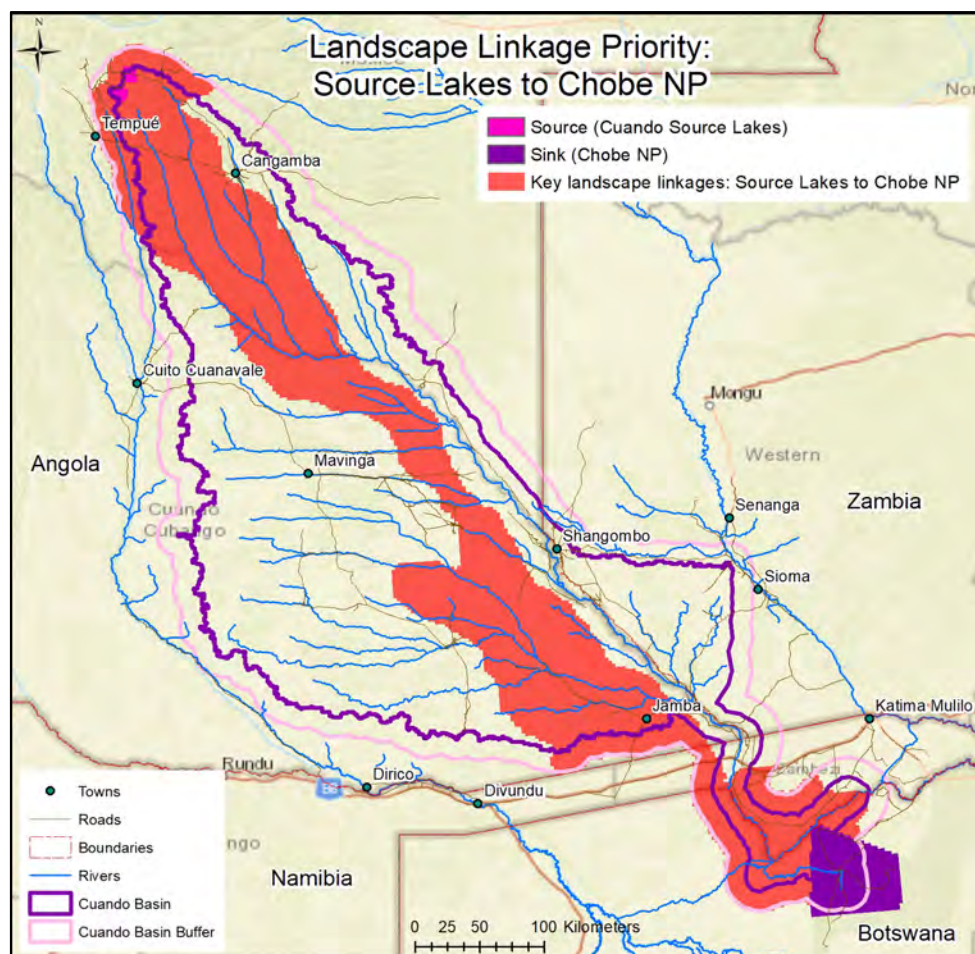 N
Landscape Linkage Priority:
Source Lakes to Chobe NP
Source (Cuando Source Lakes)
Sink (Chobe NP)
Key landscape linkages: Source Lakes to Chobe NP
Tempué
Cangamba
Cuito Cuanavale
Mongu
Angola
Mavinga
Western
Cuando
Cubango
Senanga
Zambia
Shangombo
Sioma
Jamba
Katima Mulilo
Rundu
Zambezi
Dirico
Divundu
Towns
Roads
Boundaries
Rivers
Cuando Basin
Cuando Basin Buffer
Namibia
0 25 50 100 Kilometers
Botswana